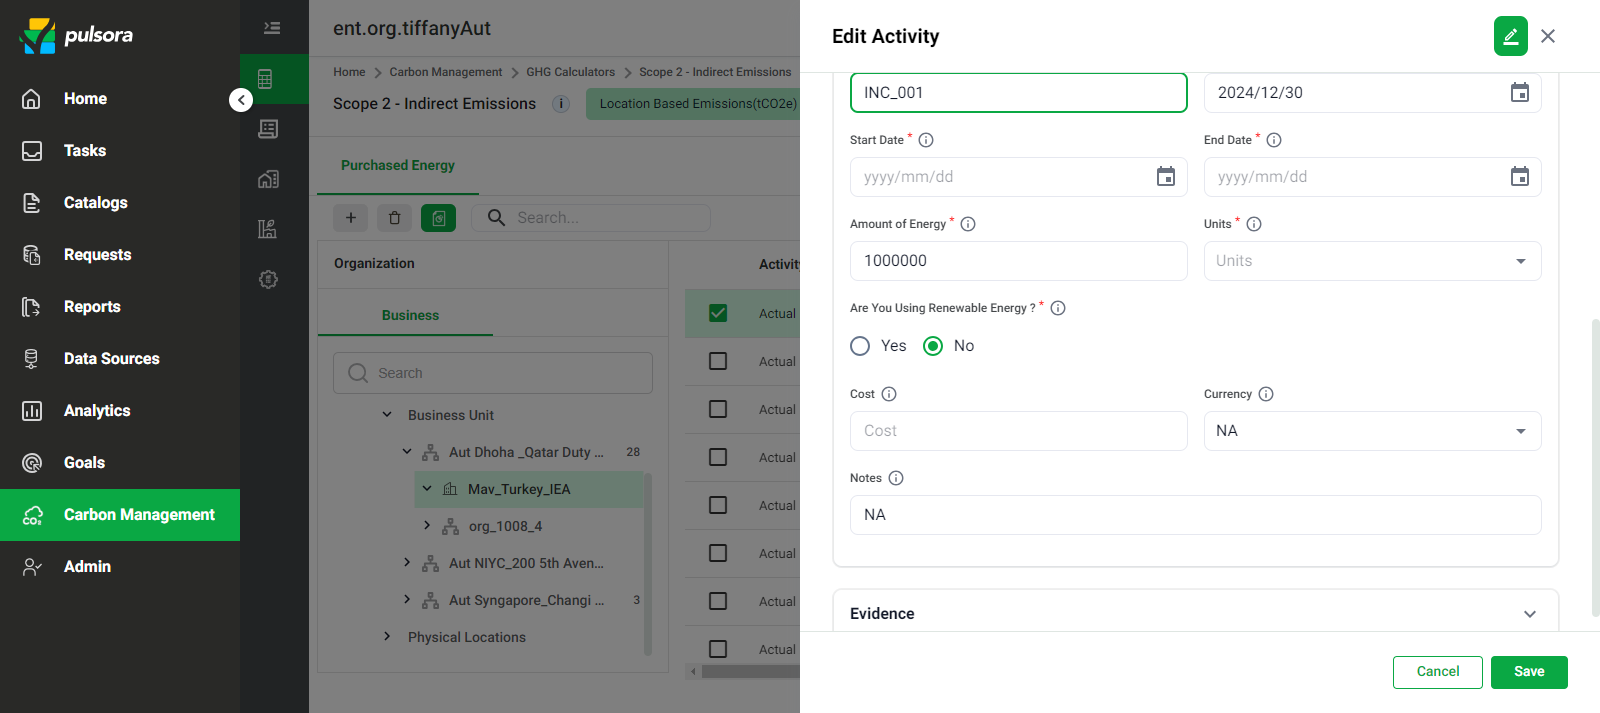 pulsora
Home
Tasks
Catalogs
Requests
Reports
Data Sources
Analytics
Goals
Carbon Management
Admin
ent.org.tiffanyAut
Home > Carbon Management > GHG Calculators > Scope 2 - Indirect Emissions
Scope 2 - Indirect Emissions
Location Based Emissions(tCO2e)
Purchased Energy
Search...
Organization
Business
Search
Business Unit
Aut Dhoha _Qatar Duty ... 28
Mav_Turkey_IEA
org_1008_4
Aut NIYC_200 5th Aven...
Aut Syngapore_Changi ... 3
Physical Locations
Activity
Actual
Actual
Actual
Actual
Actual
Actual
Actual
Actual
Edit Activity
INC_001
2024/12/30
Start Date *
End Date *
yyyy/mm/dd
yyyy/mm/dd
Amount of Energy *
Units *
1000000
Units
Are You Using Renewable Energy ? *
Yes
No
Cost
Currency
Cost
NA
Notes
NA
Evidence
Cancel
Save